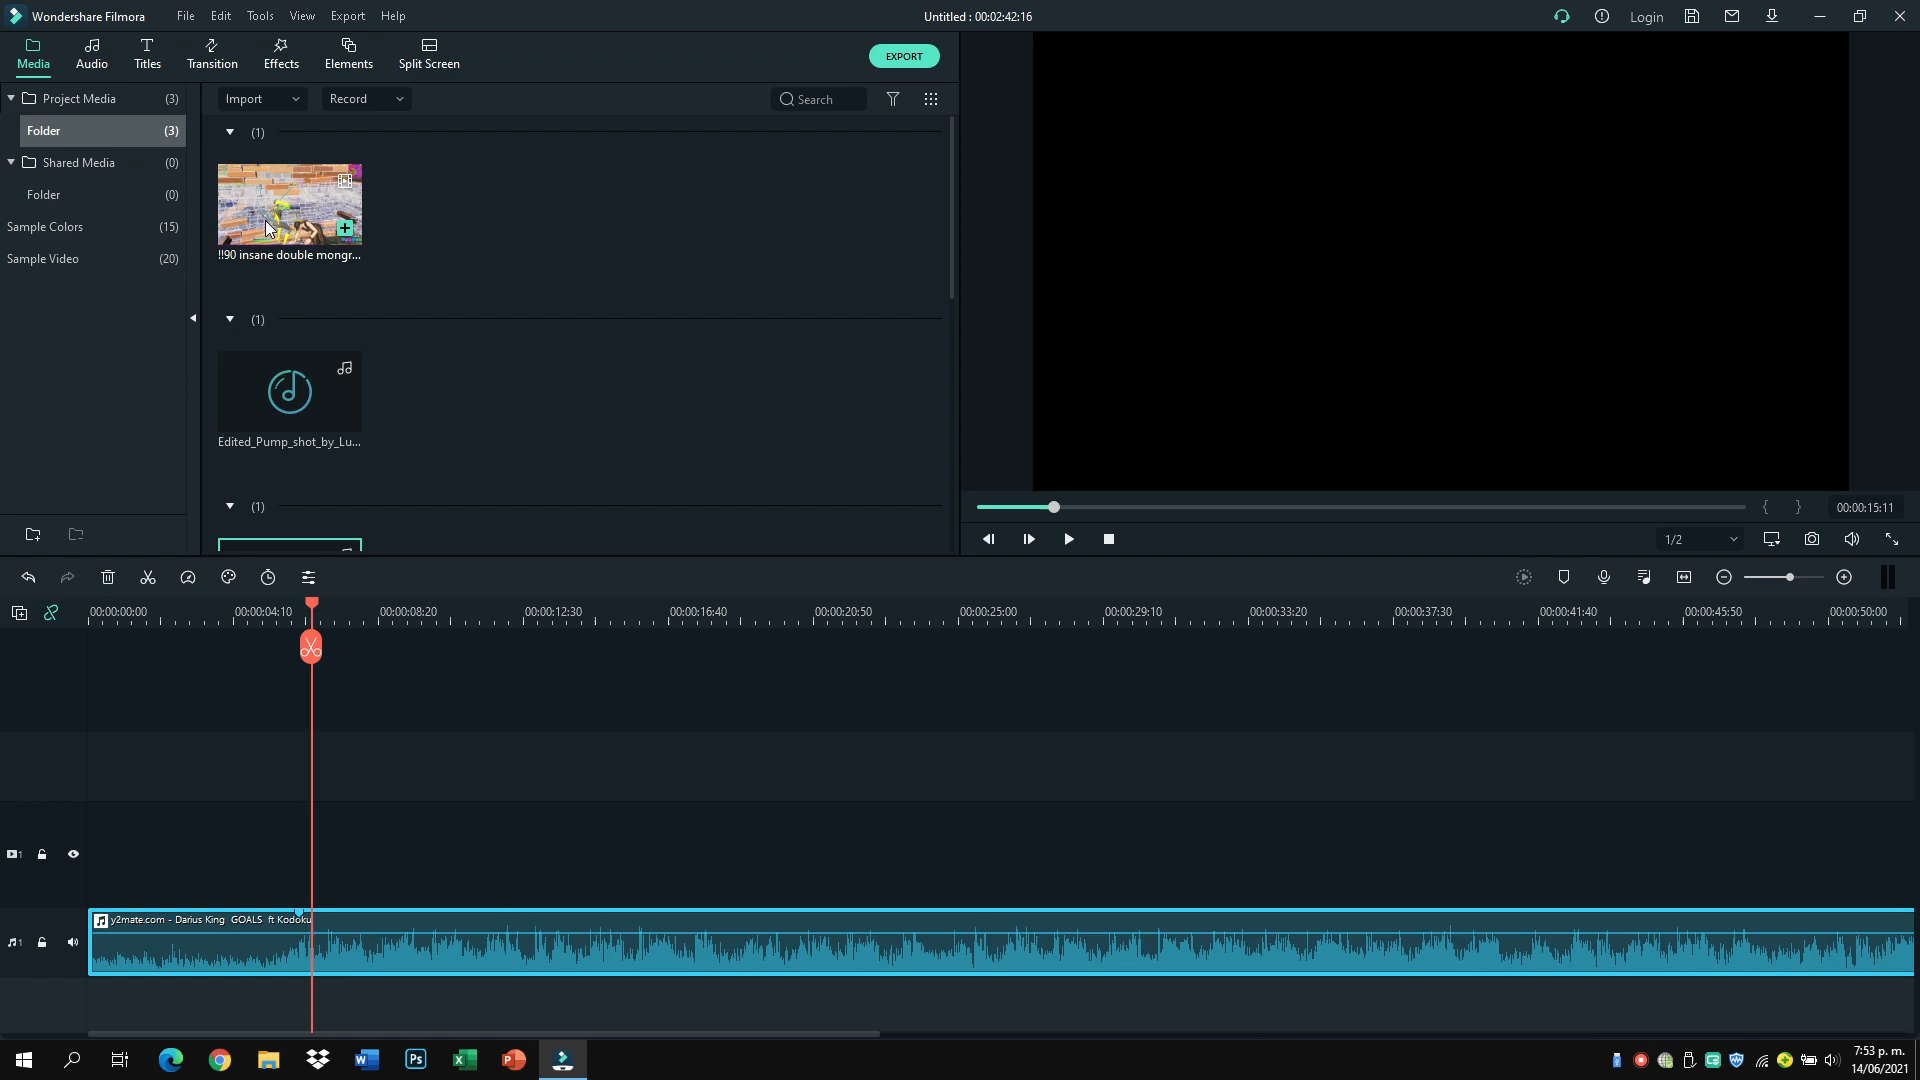 Wondershare Filmora File Edit Tools View Export Help Untitled : 00:02:42:16 Login
Media Audio Titles Transition Effects Elements Split Screen EXPORT
Project Media (3) Import Record Search
Folder (3) (1)
Shared Media (0)
Folder (0)
Sample Colors (15)
Sample Video (20) !!90 insane double mongr...
(1)
Edited_Pump_shot_by_Lu...
(1) 00:00:15:11
1/2
00:00:00:00 00:00:04:10 00:00:08:20 00:00:12:30 00:00:16:40 00:00:20:50 00:00:25:00 00:00:29:10 00:00:33:20 00:00:37:30 00:00:41:40 00:00:45:50 00:00:50:00
1
y2mate.com - Darius King GOALS ft Kodoku
1
7:53 p. m.
14/06/2021